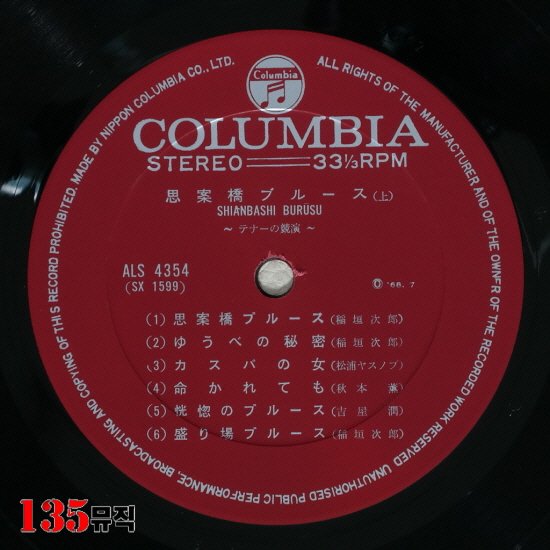 ALL RIGHTS OF THE MANUFACTURER AND OF THE OWNER OF THE RECORDED WORK RESERVED UNAUTHORISED PUBLIC PERFORMANCE, BROADCASTING AND COPYING OF THIS RECORD PROHIBITED. MADE BY NIPPON COLUMBIA CO., LTD.
Columbia
COLUMBIA
STEREO 33⅓RPM
思案橋ブルース(上)
SHIANBASHI BURŪSU
~ テナーの競演 ~
ALS 4354
(SX 1599)
Ⓟ '68. 7
(1) 思案橋ブルース (稲垣次郎)
(2) ゆうべの秘密 (稲垣次郎)
(3) カスバの女 (松浦ヤスノブ)
(4) 命かれても (秋本薫)
(5) 恍惚のブルース (吉屋潤)
(6) 盛り場ブルース (稲垣次郎)
135뮤직